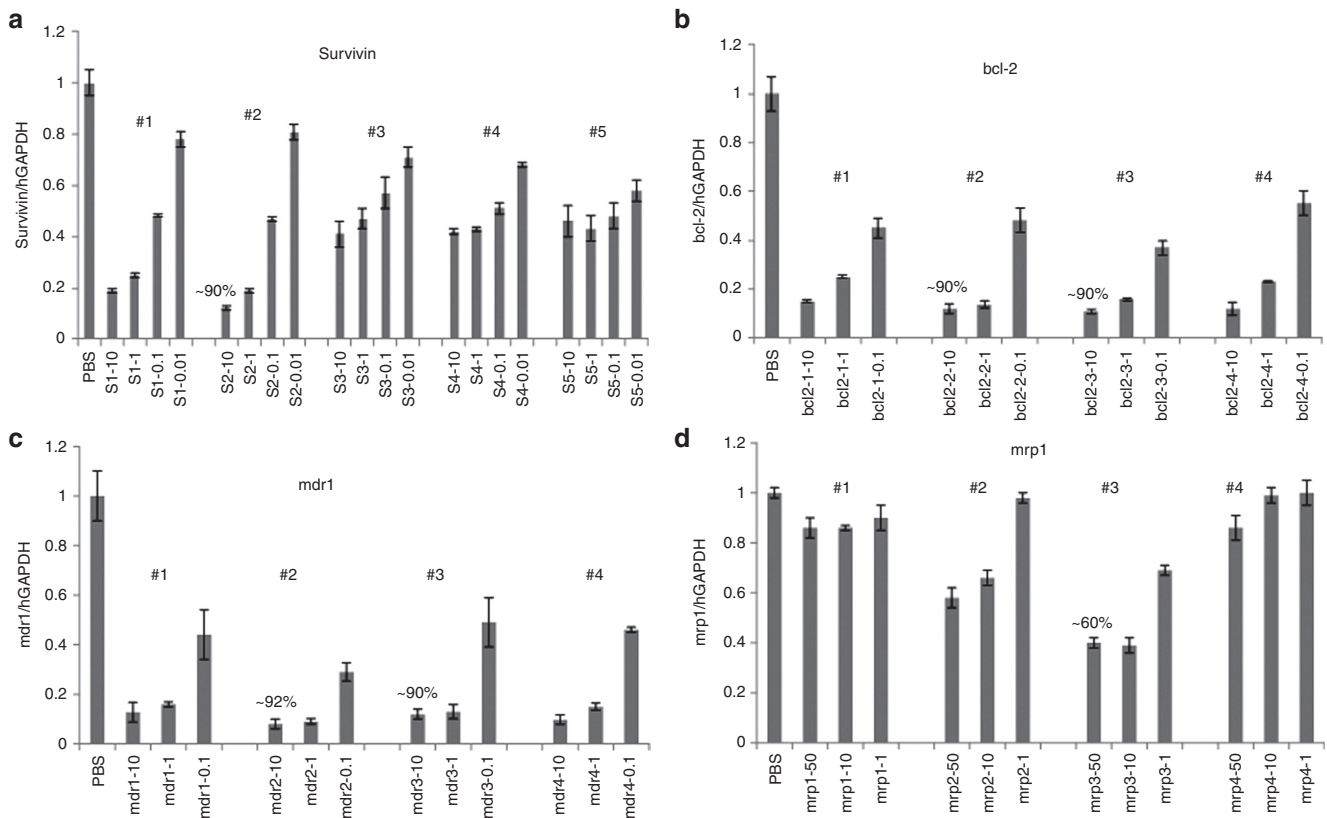 a
Survivin
Survivin/hGAPDH
1.2
1
0.8
0.6
0.4
0.2
0
#1
#2
#3
#4
#5
~90%
PBS
S1-10
S1-1
S1-0.1
S1-0.01
S2-10
S2-1
S2-0.1
S2-0.01
S3-10
S3-1
S3-0.1
S3-0.01
S4-10
S4-1
S4-0.1
S4-0.01
S5-10
S5-1
S5-0.1
S5-0.01
b
bcl-2
bcl-2/hGAPDH
1.2
1
0.8
0.6
0.4
0.2
0
#1
#2
#3
#4
~90%
~90%
PBS
bcl2-1-10
bcl2-1-1
bcl2-1-0.1
bcl2-2-10
bcl2-2-1
bcl2-2-0.1
bcl2-3-10
bcl2-3-1
bcl2-3-0.1
bcl2-4-10
bcl2-4-1
bcl2-4-0.1
c
mdr1
mdr1/hGAPDH
1.2
1
0.8
0.6
0.4
0.2
0
#1
#2
#3
#4
~92%
~90%
PBS
mdr1-10
mdr1-1
mdr1-0.1
mdr2-10
mdr2-1
mdr2-0.1
mdr3-10
mdr3-1
mdr3-0.1
mdr4-10
mdr4-1
mdr4-0.1
d
mrp1
mrp1/hGAPDH
1.2
1
0.8
0.6
0.4
0.2
0
#1
#2
#3
#4
~60%
PBS
mrp1-50
mrp1-10
mrp1-1
mrp2-50
mrp2-10
mrp2-1
mrp3-50
mrp3-10
mrp3-1
mrp4-50
mrp4-10
mrp4-1